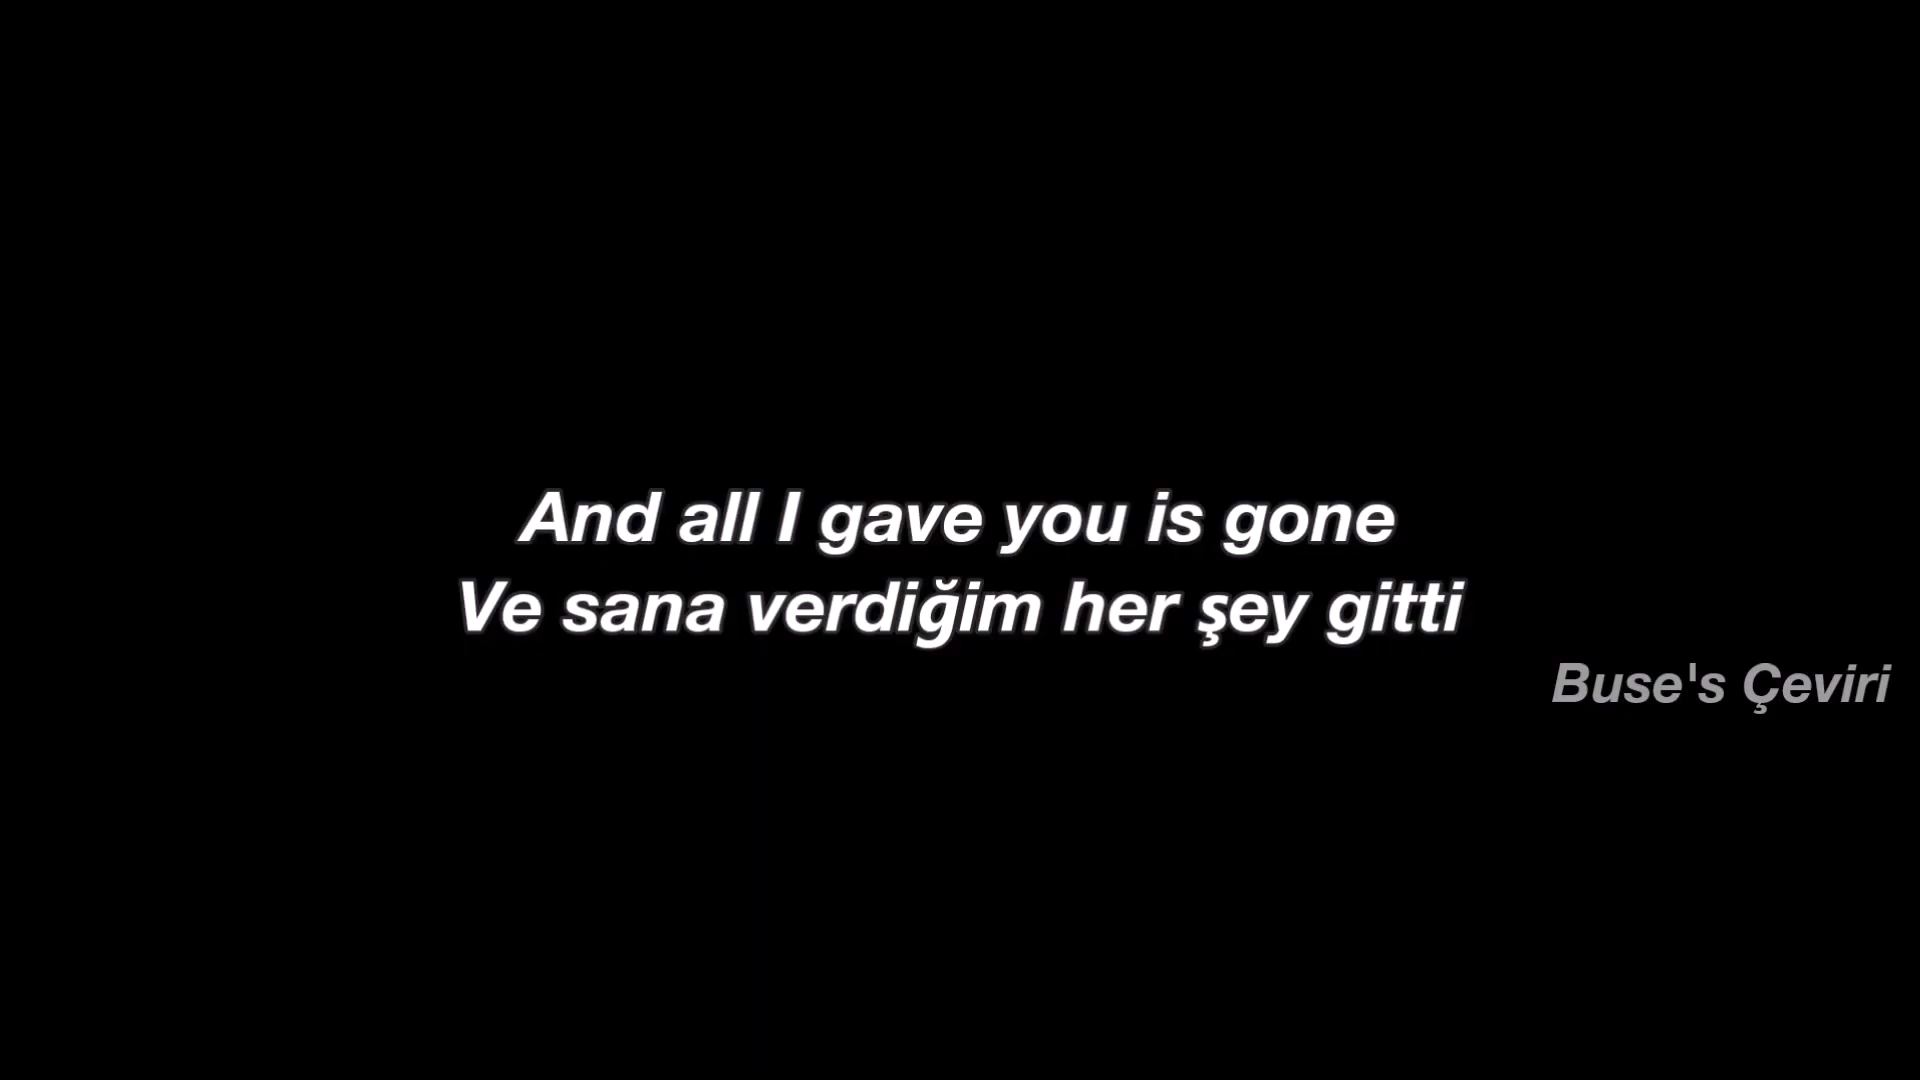 And all I gave you is gone
Ve sana verdiğim her şey gitti
Buse's Çeviri